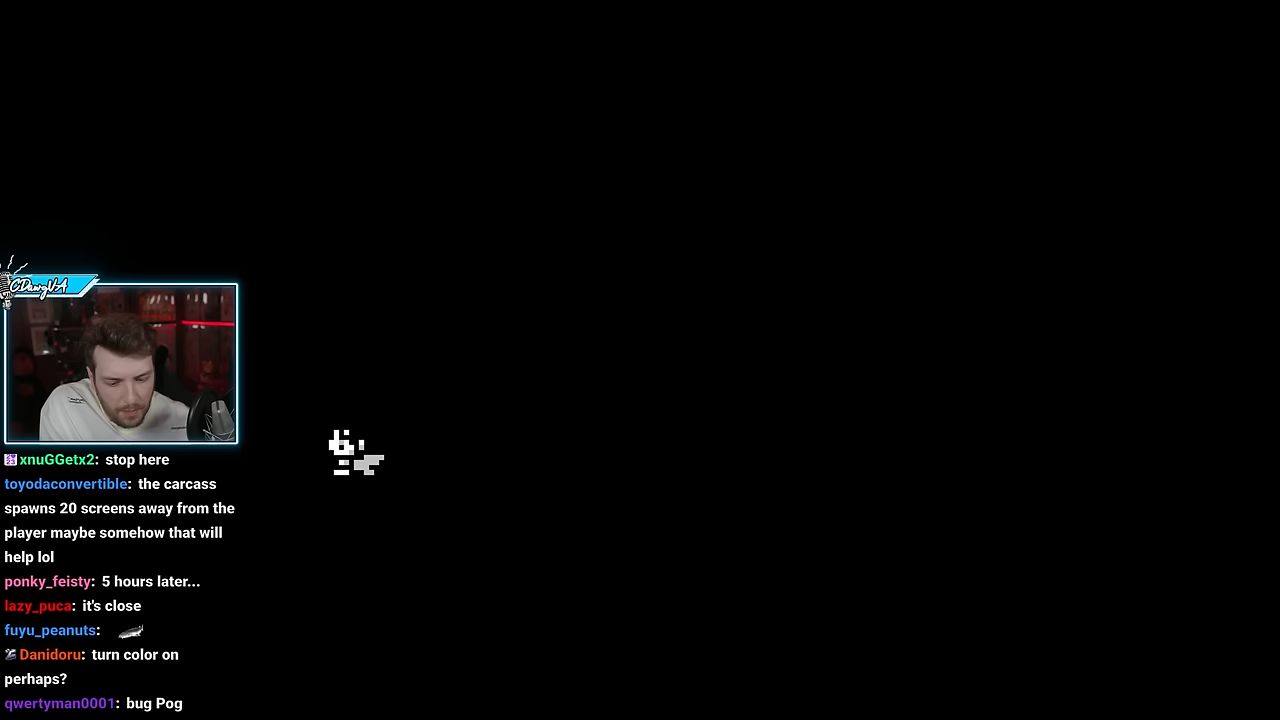 CDawgVA
xnuGGetx2: stop here
toyodaconvertible: the carcass
spawns 20 screens away from the
player maybe somehow that will
help lol
ponky_feisty: 5 hours later...
lazy_puca: it's close
fuyu_peanuts:
Danidoru: turn color on
perhaps?
qwertyman0001: bug Pog